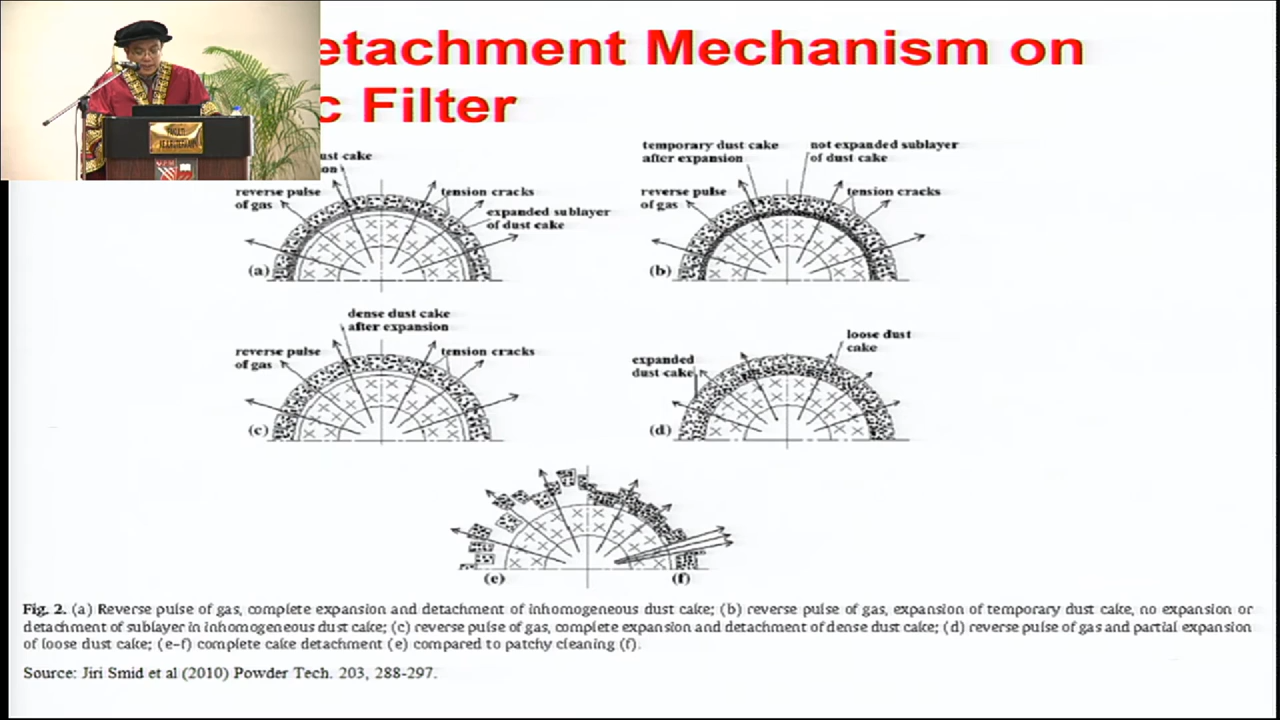 etachment Mechanism on
c Filter
ust cake
on
reverse pulse
of gas
tension cracks
expanded sublayer
of dust cake
(a)
temporary dust cake
after expansion
not expanded sublayer
of dust cake
reverse pulse
of gas
tension cracks
(b)
dense dust cake
after expansion
reverse pulse
of gas
tension cracks
(c)
loose dust
cake
expanded
dust cake
(d)
(e)
(f)
Fig. 2. (a) Reverse pulse of gas, complete expansion and detachment of inhomogeneous dust cake; (b) reverse pulse of gas, expansion of temporary dust cake, no expansion or
detachment of sublayer in inhomogeneous dust cake; (c) reverse pulse of gas, complete expansion and detachment of dense dust cake; (d) reverse pulse of gas and partial expansion
of loose dust cake; (e–f) complete cake detachment (e) compared to patchy cleaning (f).
Source: Jiri Smid et al (2010) Powder Tech. 203, 288-297.